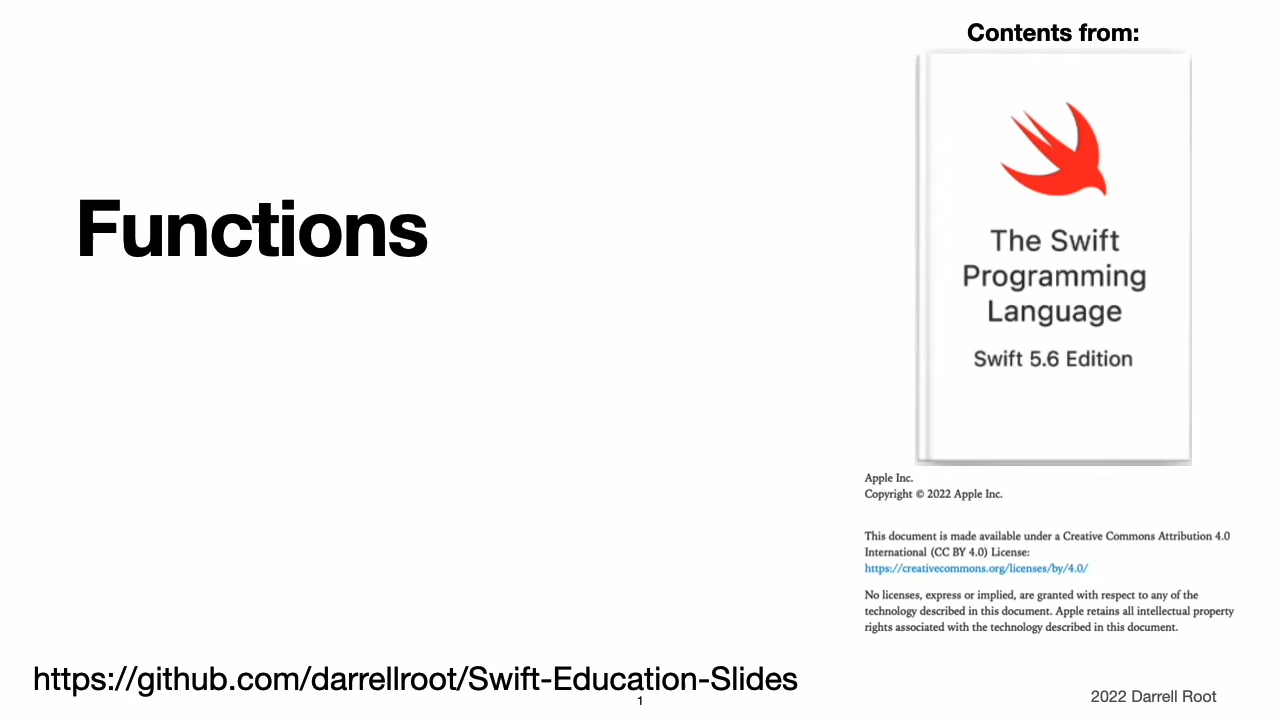 Contents from:
Functions
The Swift
Programming
Language
Swift 5.6 Edition
Apple Inc.
Copyright © 2022 Apple Inc.
This document is made available under a Creative Commons Attribution 4.0
International (CC BY 4.0) License:
https://creativecommons.org/licenses/by/4.0/
No licenses, express or implied, are granted with respect to any of the
technology described in this document. Apple retains all intellectual property
rights associated with the technology described in this document.
https://github.com/darrellroot/Swift-Education-Slides
1
2022 Darrell Root